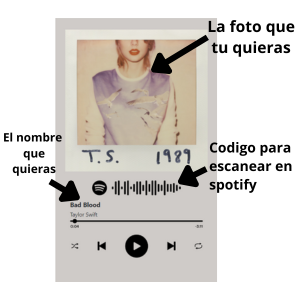 La foto que
tu quieras
T.S. 1989
El nombre
que
quieras
Codigo para
escanear en
spotify
Bad Blood
Taylor Swift